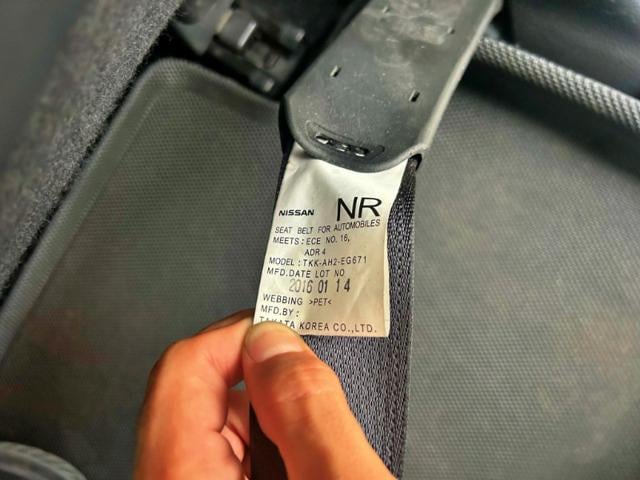 NISSAN NR
SEAT BELT FOR AUTOMOBILES
MEETS : ECE NO. 16,
ADR 4
MODEL : TKK-AH2-EG671
MFD.DATE LOT NO
2016 01 14
WEBBING >PET<
MFD.BY :
TAKATA KOREA CO.,LTD.